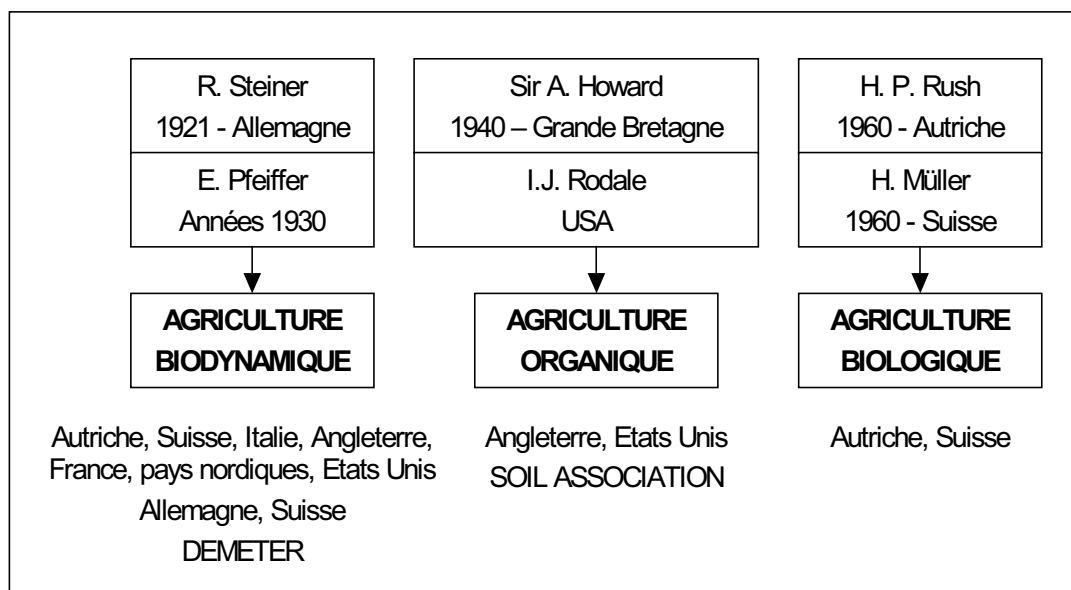 R. Steiner
1921 - Allemagne
E. Pfeiffer
Années 1930
AGRICULTURE
BIODYNAMIQUE
Autriche, Suisse, Italie, Angleterre,
France, pays nordiques, Etats Unis
Allemagne, Suisse
DEMETER
Sir A. Howard
1940 – Grande Bretagne
I.J. Rodale
USA
AGRICULTURE
ORGANIQUE
Angleterre, Etats Unis
SOIL ASSOCIATION
H. P. Rush
1960 - Autriche
H. Müller
1960 - Suisse
AGRICULTURE
BIOLOGIQUE
Autriche, Suisse